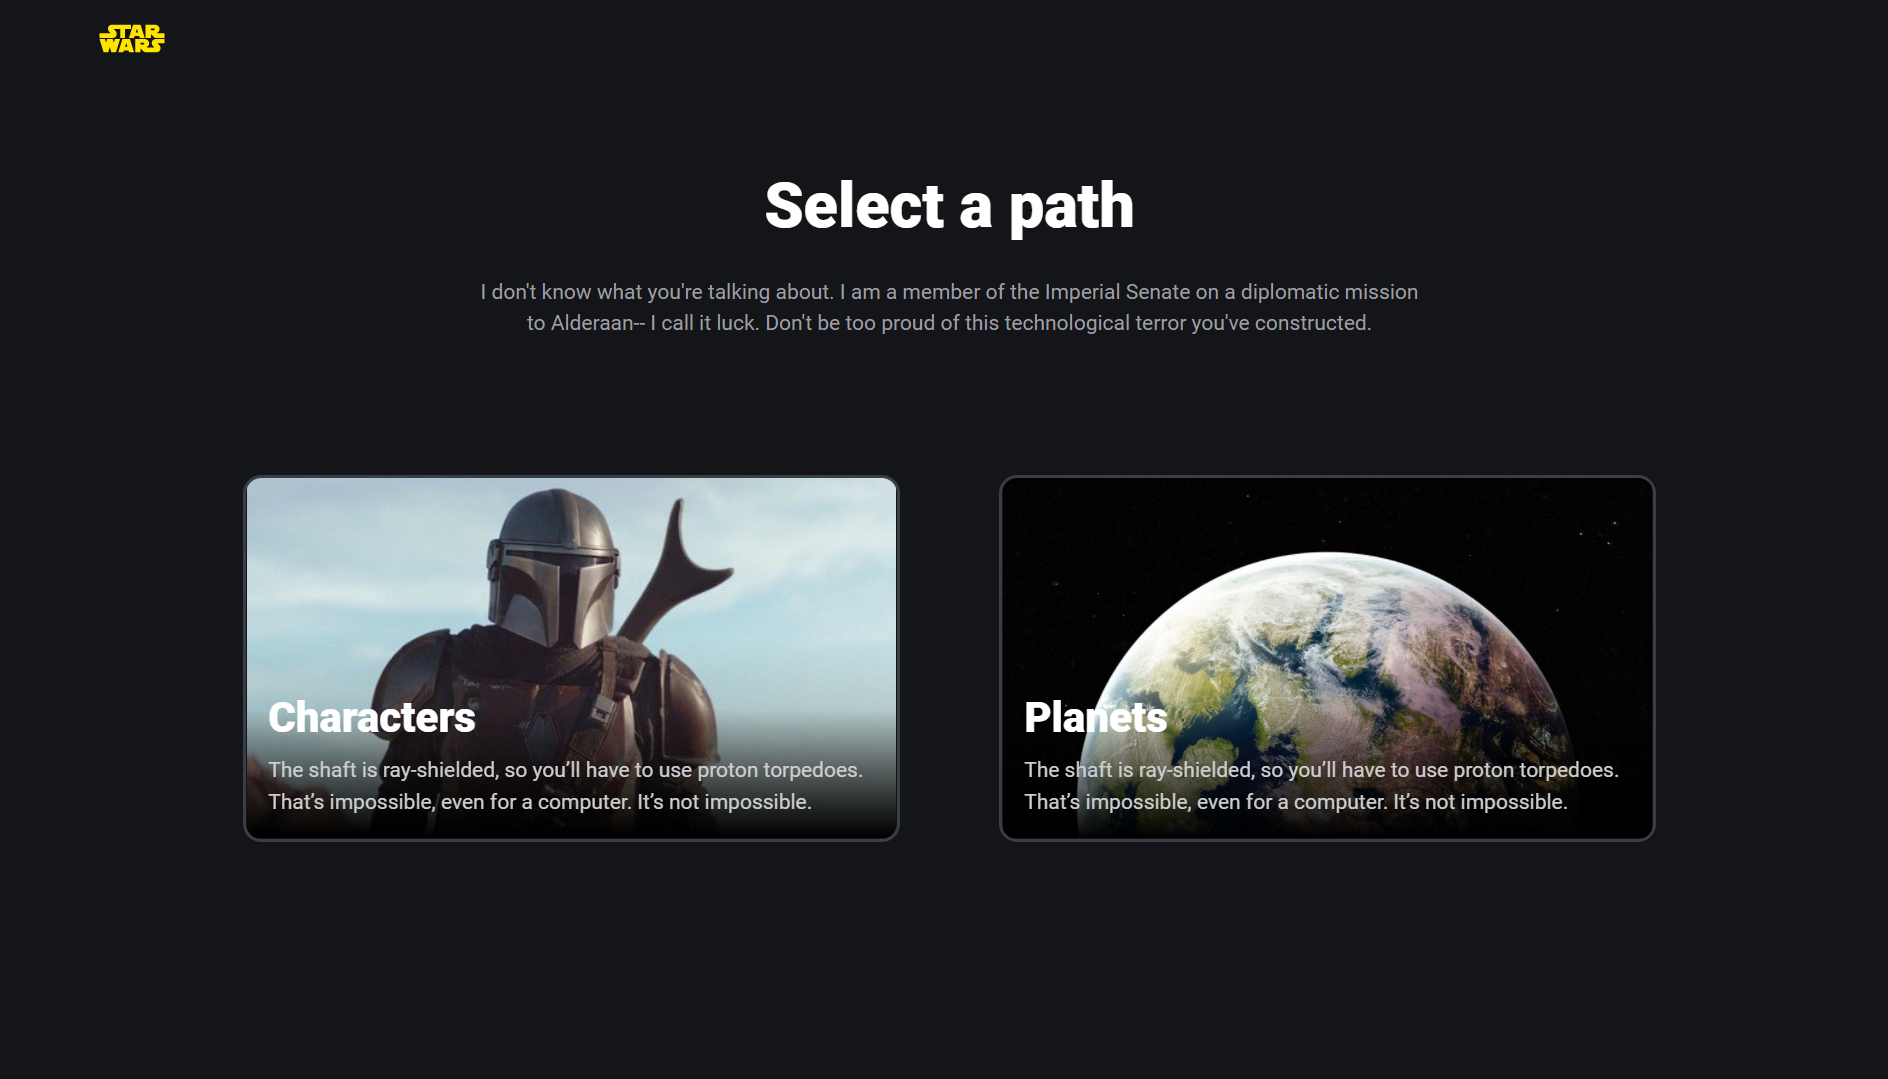 STAR
WARS
Select a path
I don't know what you're talking about. I am a member of the Imperial Senate on a diplomatic mission
to Alderaan-- I call it luck. Don't be too proud of this technological terror you've constructed.
Characters
The shaft is ray-shielded, so you’ll have to use proton torpedoes.
That’s impossible, even for a computer. It’s not impossible.
Planets
The shaft is ray-shielded, so you’ll have to use proton torpedoes.
That’s impossible, even for a computer. It’s not impossible.